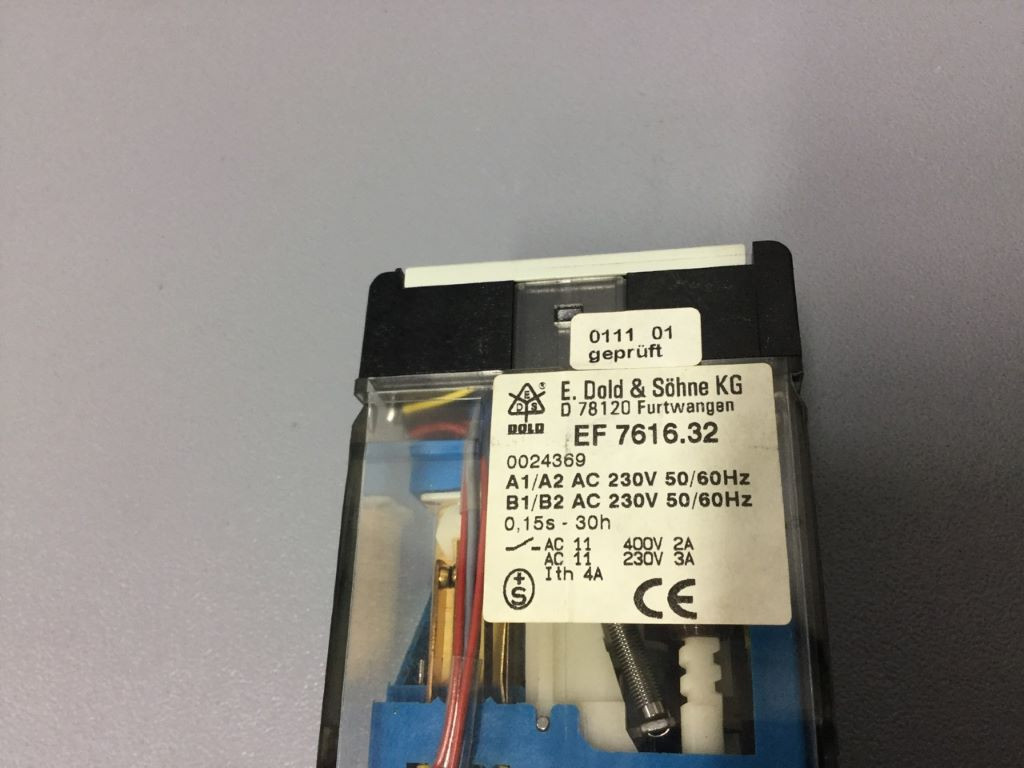 0111 01
geprüft
E. Dold & Söhne KG
D 78120 Furtwangen
E
D S
®
DOLD
EF 7616.32
0024369
A1/A2 AC 230V 50/60Hz
B1/B2 AC 230V 50/60Hz
0,15s - 30h
AC 11 400V 2A
AC 11 230V 3A
Ith 4A
+
S
CE